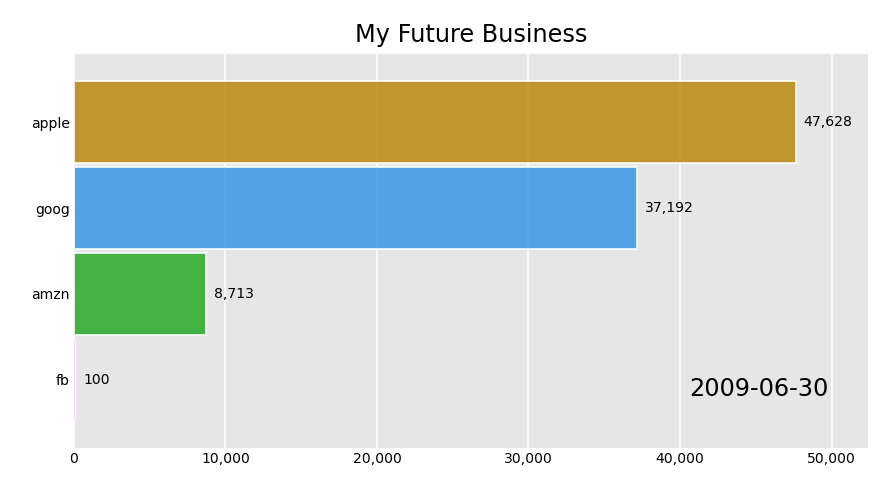 My Future Business
apple 47,628
goog 37,192
amzn 8,713
fb 100
2009-06-30
0 10,000 20,000 30,000 40,000 50,000